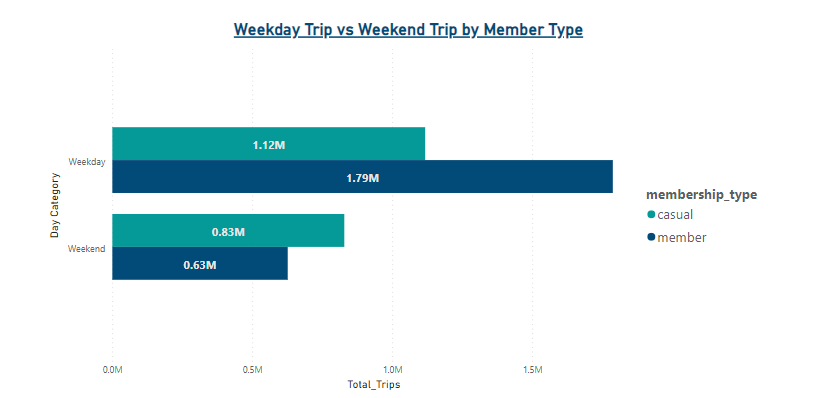 Weekday Trip vs Weekend Trip by Member Type
Day Category
Weekday
1.12M
1.79M
Weekend
0.83M
0.63M
0.0M 0.5M 1.0M 1.5M
Total_Trips
membership_type
casual
member